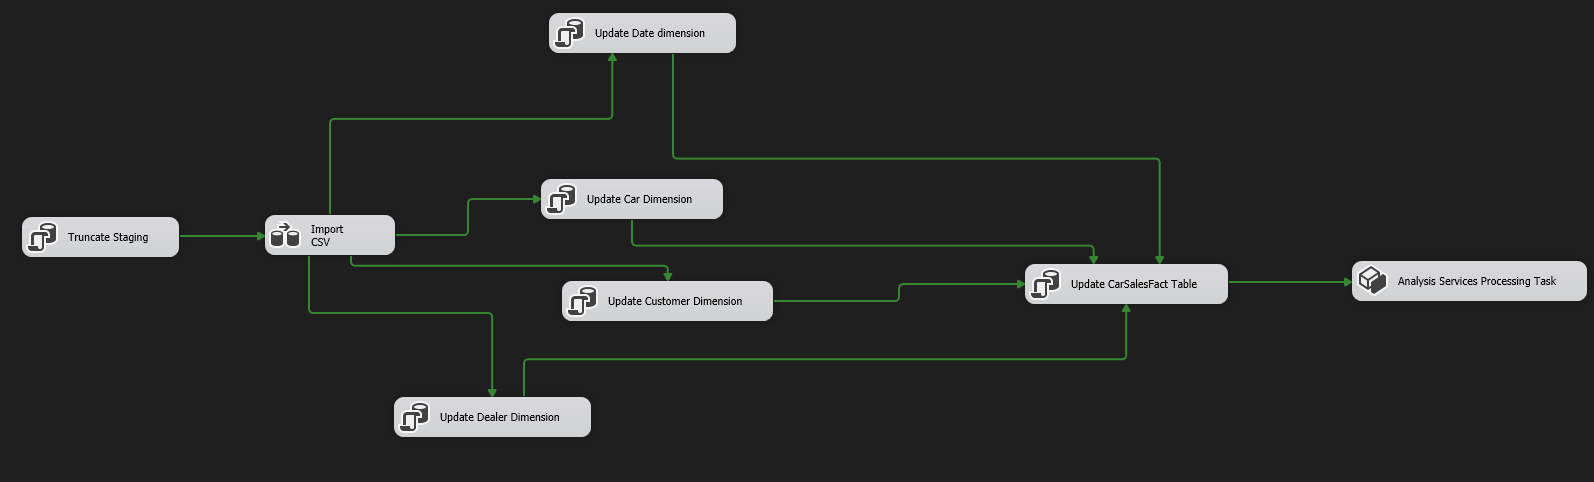 Update Date dimension
Update Car Dimension
Truncate Staging
Import
CSV
Update Customer Dimension
Update CarSalesFact Table
Analysis Services Processing Task
Update Dealer Dimension